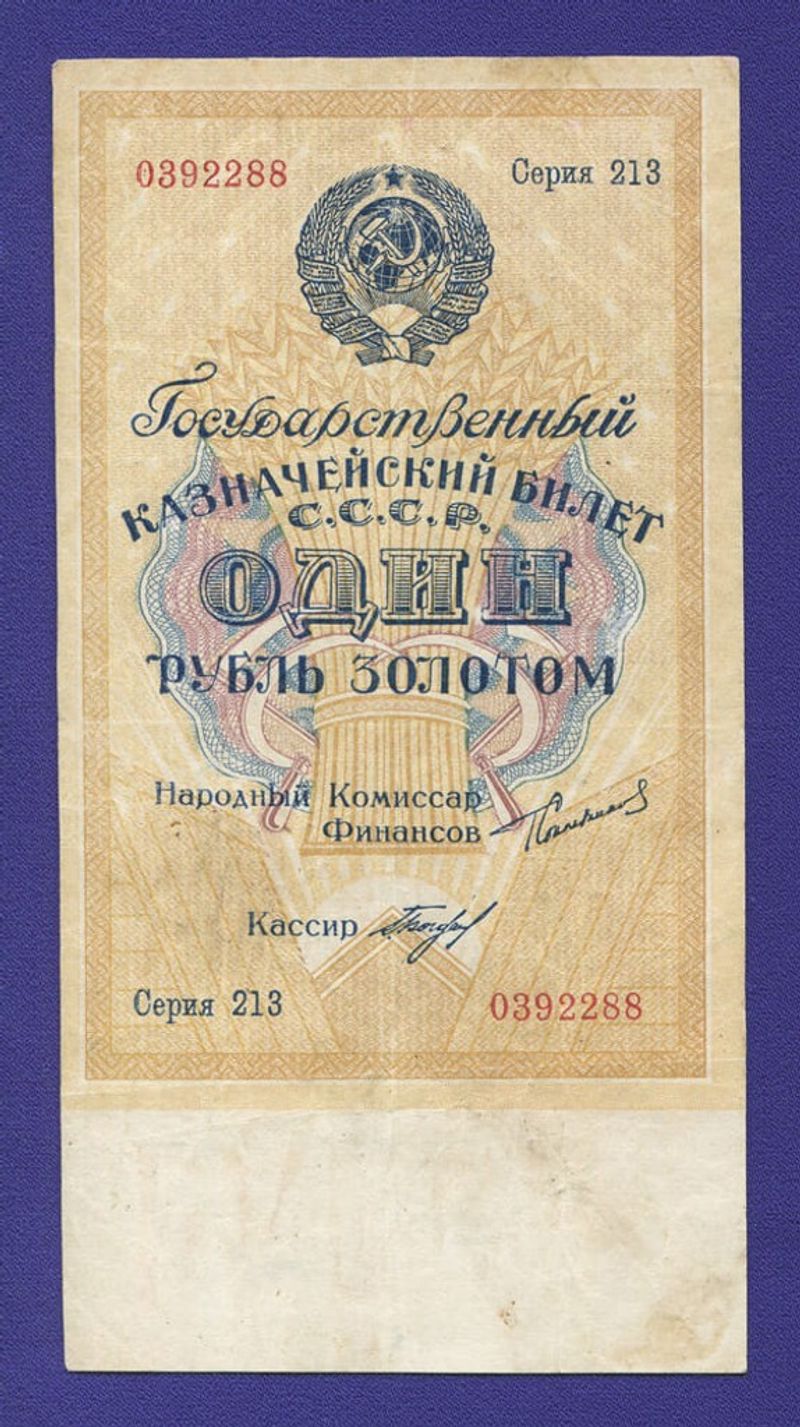 0392288 Серия 213
Государственный
КАЗНАЧЕЙСКИЙ БИЛЕТ
С.С.С.Р.
ОДИН
РУБЛЬ ЗОЛОТОМ
Народный Комиссар
Финансов
Кассир
Серия 213 0392288